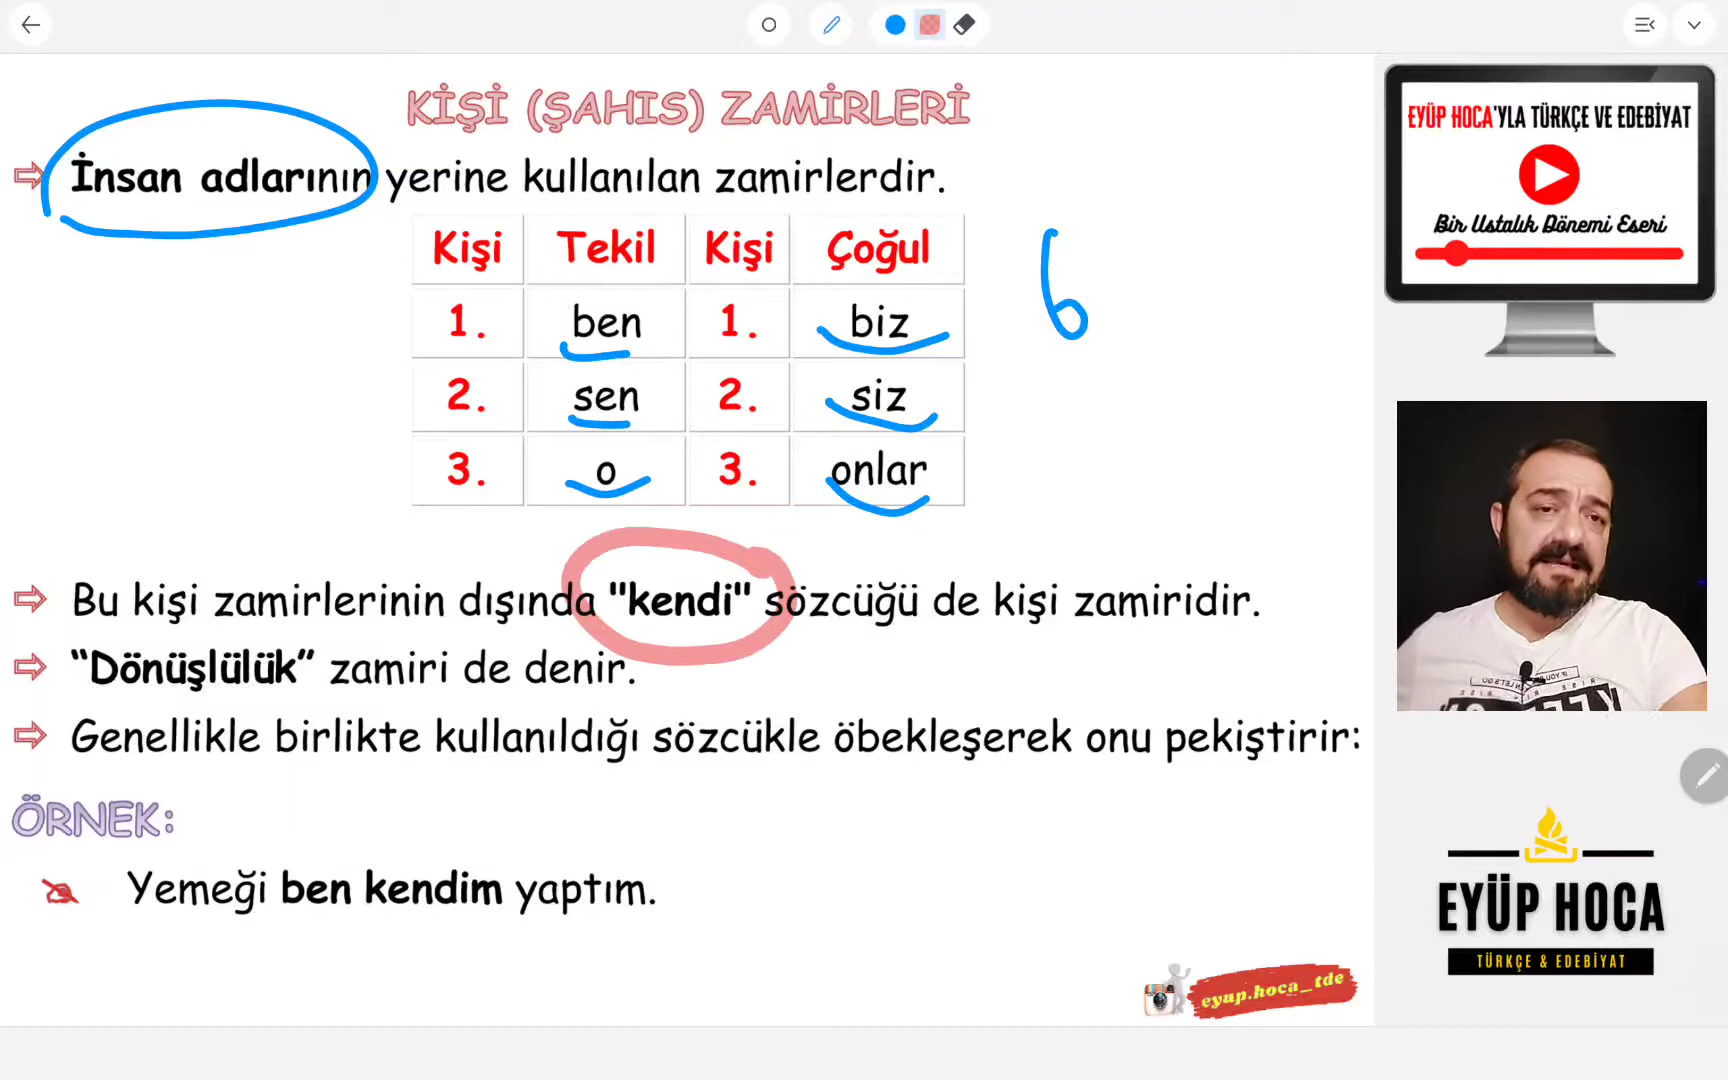 KİŞİ (ŞAHIS) ZAMİRLERİ
İnsan adlarının yerine kullanılan zamirlerdir.
Kişi Tekil Kişi Çoğul
1. ben 1. biz
2. sen 2. siz
3. o 3. onlar
6
Bu kişi zamirlerinin dışında "kendi" sözcüğü de kişi zamiridir.
“Dönüşlülük” zamiri de denir.
Genellikle birlikte kullanıldığı sözcükle öbekleşerek onu pekiştirir:
ÖRNEK:
Yemeği ben kendim yaptım.
eyup.hoca_tde
EYÜP HOCA'YLA TÜRKÇE VE EDEBİYAT
Bir Ustalık Dönemi Eseri
EYÜP HOCA
TÜRKÇE & EDEBİYAT